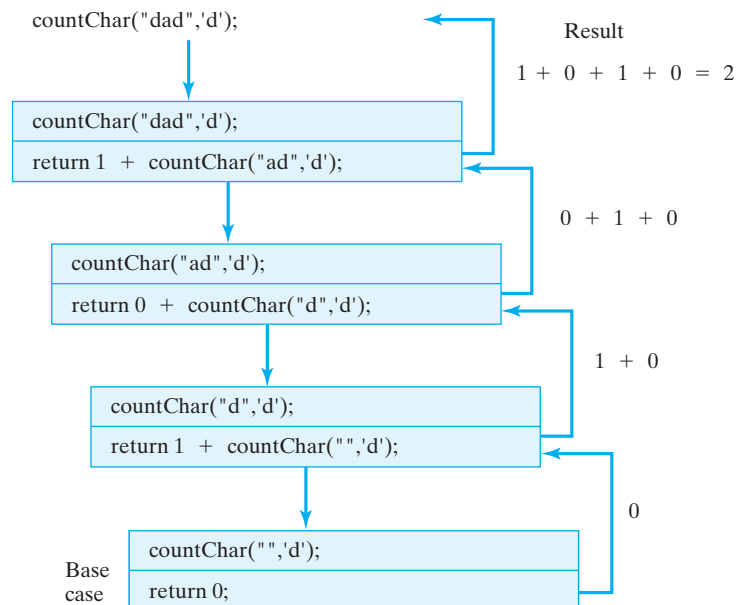 countChar("dad",'d');
Result
1 + 0 + 1 + 0 = 2
countChar("dad",'d');
return 1 + countChar("ad",'d');
0 + 1 + 0
countChar("ad",'d');
return 0 + countChar("d",'d');
1 + 0
countChar("d",'d');
return 1 + countChar("",'d');
0
countChar("",'d');
Base
case
return 0;